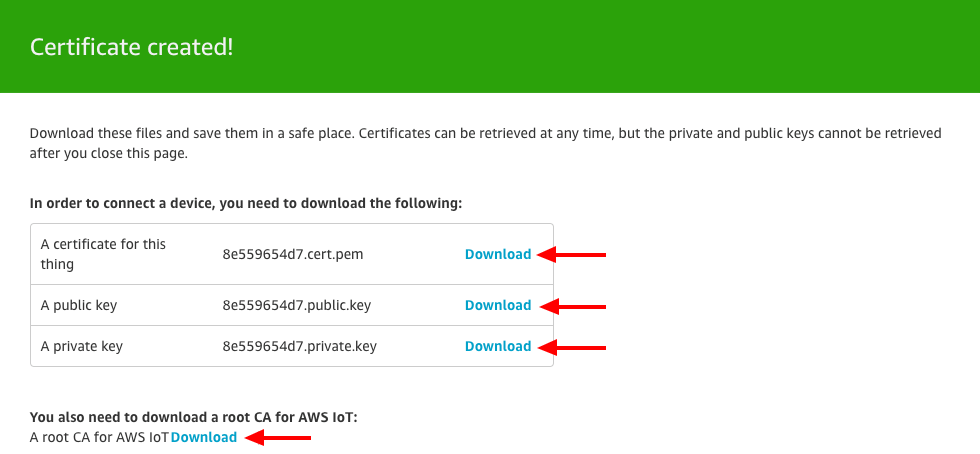 Certificate created!
Download these files and save them in a safe place. Certificates can be retrieved at any time, but the private and public keys cannot be retrieved
after you close this page.
In order to connect a device, you need to download the following:
A certificate for this
thing
8e559654d7.cert.pem
Download
A public key
8e559654d7.public.key
Download
A private key
8e559654d7.private.key
Download
You also need to download a root CA for AWS IoT:
A root CA for AWS IoT Download